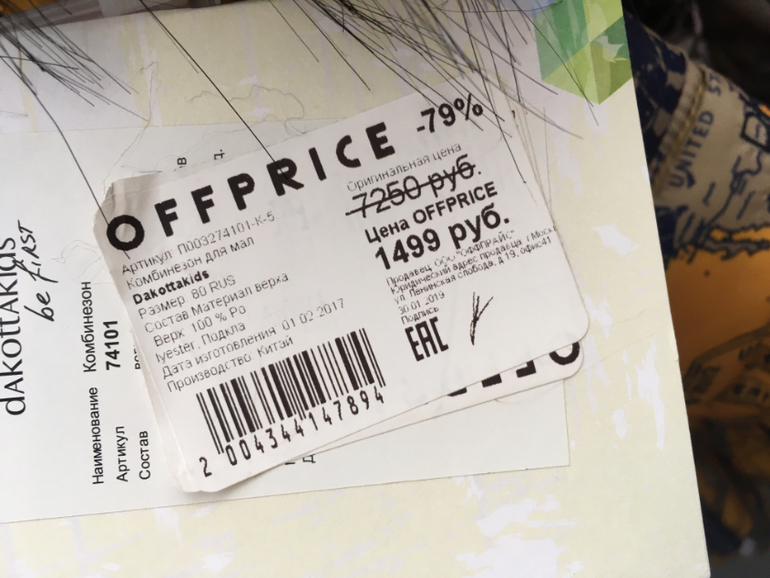 OFFPRICE -79%
Артикул П003274101-К-5
Комбинезон для мал
Dakottakids
Размер 80 RUS
Состав Материал верха
Верх 100 % Po
lyester, Подкла
Дата изготовления 01 02 2017
Производство Китай
2 004344147894
Оригинальная цена
7250 руб.
Цена OFFPRICE
1499 руб.
Продавец ООО "ОФФПРАЙС"
Юридический адрес продавца г Моск
ул Ленинская слобода, д 19, офис41
30 01 2019
Подпись
EAC
dakottakids
be FIRST
Наименование Комбинезон
Артикул 74101
Состав
UNITED